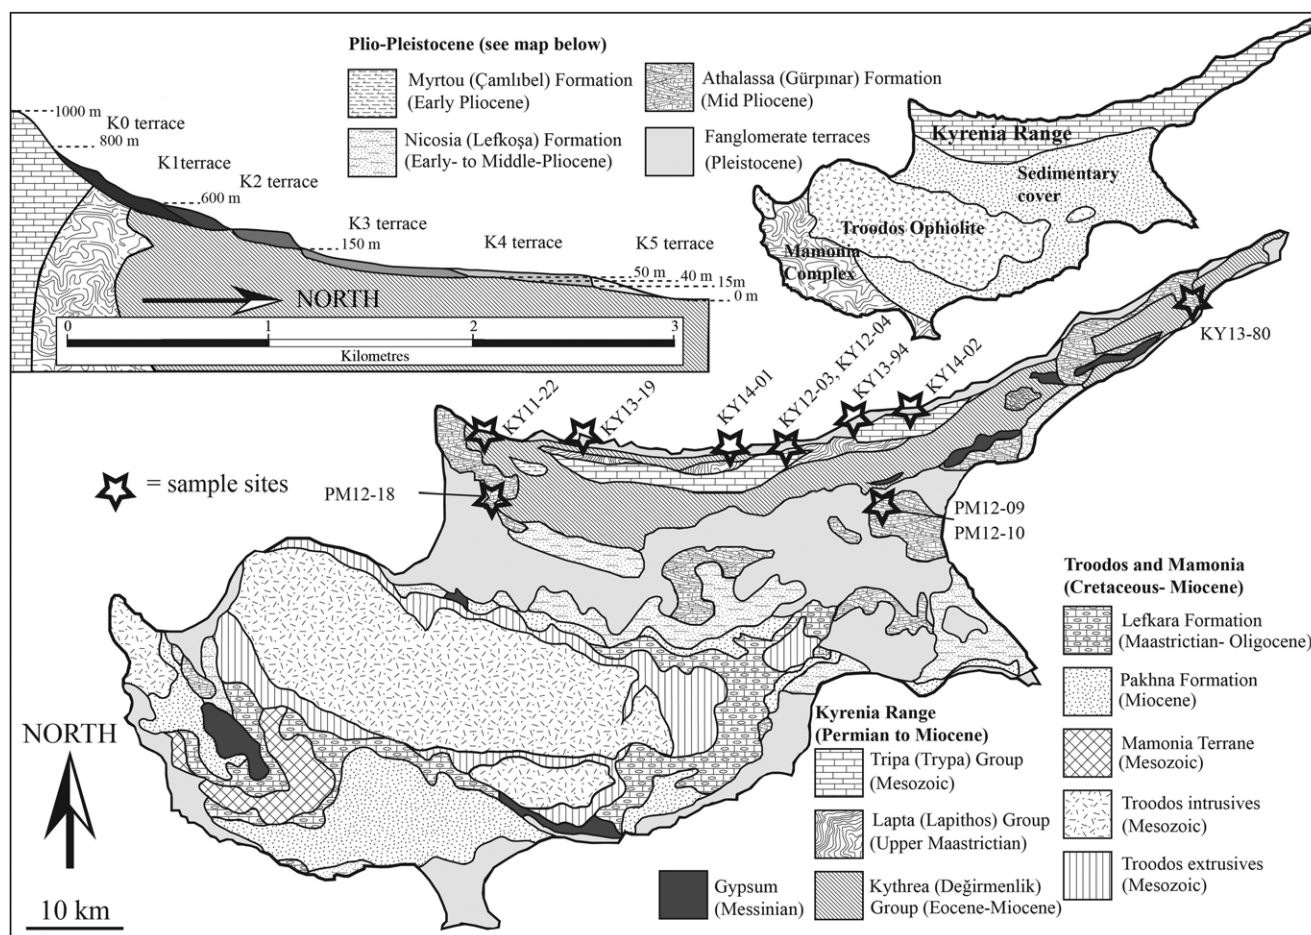 Plio-Pleistocene (see map below)
Myrtou (Çamlıbel) Formation
(Early Pliocene)
Nicosia (Lefkoşa) Formation
(Early- to Middle-Pliocene)
Athalassa (Gürpınar) Formation
(Mid Pliocene)
Fanglomerate terraces
(Pleistocene)
1000 m
K0 terrace
800 m
K1terrace
K2 terrace
600 m
K3 terrace
150 m
K4 terrace
K5 terrace
50 m
40 m
15m
0 m
NORTH
0
1
2
3
Kilometres
Kyrenia Range
Sedimentary
cover
Troodos Ophiolite
Mamonia
Complex
KY11-22
KY13-19
KY14-01
KY12-03, KY12-04
KY13-94
KY14-02
KY13-80
= sample sites
PM12-18
PM12-09
PM12-10
NORTH
10 km
Troodos and Mamonia
(Cretaceous- Miocene)
Lefkara Formation
(Maastrictian- Oligocene)
Pakhna Formation
(Miocene)
Mamonia Terrane
(Mesozoic)
Troodos intrusives
(Mesozoic)
Troodos extrusives
(Mesozoic)
Kyrenia Range
(Permian to Miocene)
Tripa (Trypa) Group
(Mesozoic)
Lapta (Lapithos) Group
(Upper Maastrictian)
Kythrea (Değirmenlik)
Group (Eocene-Miocene)
Gypsum
(Messinian)